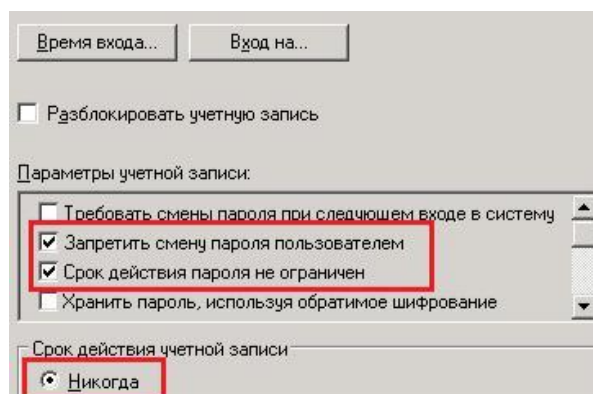 Время входа... Вход на...
Разблокировать учетную запись
Параметры учетной записи:
Требовать смены пароля при следующем входе в систему
Запретить смену пароля пользователем
Срок действия пароля не ограничен
Хранить пароль, используя обратимое шифрование
Срок действия учетной записи
Никогда